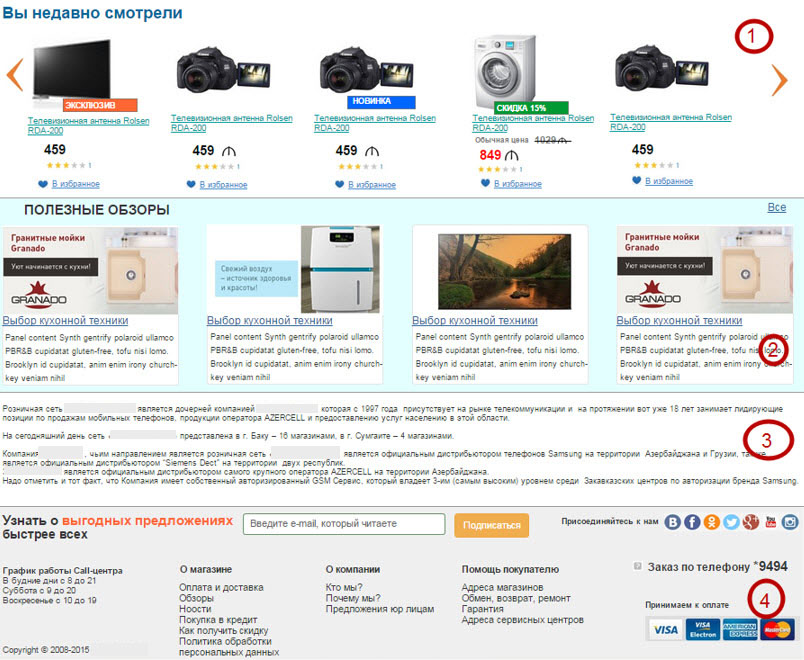 Вы недавно смотрели
1
ЭКСКЛЮЗИВ
Телевизионная антенна Rolsen
RDA-200
459
1
В избранное
Телевизионная антенна Rolsen
RDA-200
459
1
В избранное
НОВИНКА
Телевизионная антенна Rolsen
RDA-200
459
1
В избранное
СКИДКА 15%
Телевизионная антенна Rolsen
RDA-200
Обычная цена 1029
849
1
В избранное
Телевизионная антенна Rolsen
RDA-200
459
1
В избранное
ПОЛЕЗНЫЕ ОБЗОРЫ
Все
Гранитные мойки
Granado
Уют начинается с кухни!
GRANADO
Выбор кухонной техники
Panel content Synth gentrify polaroid ullamco
PBR&B cupidatat gluten-free, tofu nisi lomo.
Brooklyn id cupidatat, anim enim irony church-
key veniam nihil
Свежий воздух
– источник здоровья
и красоты!
Выбор кухонной техники
Panel content Synth gentrify polaroid ullamco
PBR&B cupidatat gluten-free, tofu nisi lomo.
Brooklyn id cupidatat, anim enim irony church-
key veniam nihil
Выбор кухонной техники
Panel content Synth gentrify polaroid ullamco
PBR&B cupidatat gluten-free, tofu nisi lomo.
Brooklyn id cupidatat, anim enim irony church-
key veniam nihil
Гранитные мойки
Granado
Уют начинается с кухни!
GRANADO
Выбор кухонной техники
Panel content Synth gentrify polaroid ullamco
PBR&B cupidatat gluten-free, tofu nisi lomo.
Brooklyn id cupidatat, anim enim irony church-
key veniam nihil
2
Розничная сеть является дочерней компанией которая с 1997 года присутствует на рынке телекоммуникации и на протяжении вот уже 18 лет занимает лидирующие
позиции по продажам мобильных телефонов, продукции оператора AZERCELL и предоставлению услуг населению в этой области.
На сегодняшний день сеть представлена в г. Баку – 16 магазинами, в г. Сумгаите – 4 магазинами.
Компания , чьим направлением является розничная сеть является официальным дистрибьютором телефонов Samsung на территории Азербайджана и Грузии,
является официальным дистрибьютором "Siemens Dect" на территории двух республик.
является официальным дистрибьютором самого крупного оператора AZERCELL на территории Азербайджана.
Надо отметить и тот факт, что Компания имеет собственный авторизированный GSM Сервис, который владеет 3-им (самым высоким) уровнем среди Закавказских центров по авторизации бренда Samsung.
3
Узнать о выгодных предложениях
быстрее всех
Введите e-mail, который читаете
Подписаться
Присоединяйтесь к нам
График работы Call-центра
В будние дни с 8 до 21
Суббота с 9 до 20
Воскресенье с 10 до 19
О магазине
Оплата и доставка
Обзоры
Ноости
Покупка в кредит
Как получить скидку
Политика обработки
персональных данных
О компании
Кто мы?
Почему мы?
Предложения юр лицам
Помощь покупателю
Адреса магазинов
Обмен, возврат, ремонт
Гарантия
Адреса сервисных центров
Заказ по телефону *9494
Принимаем к оплате
4
VISA
VISA Electron
AMERICAN EXPRESS
MasterCard
Copyright © 2008-2015